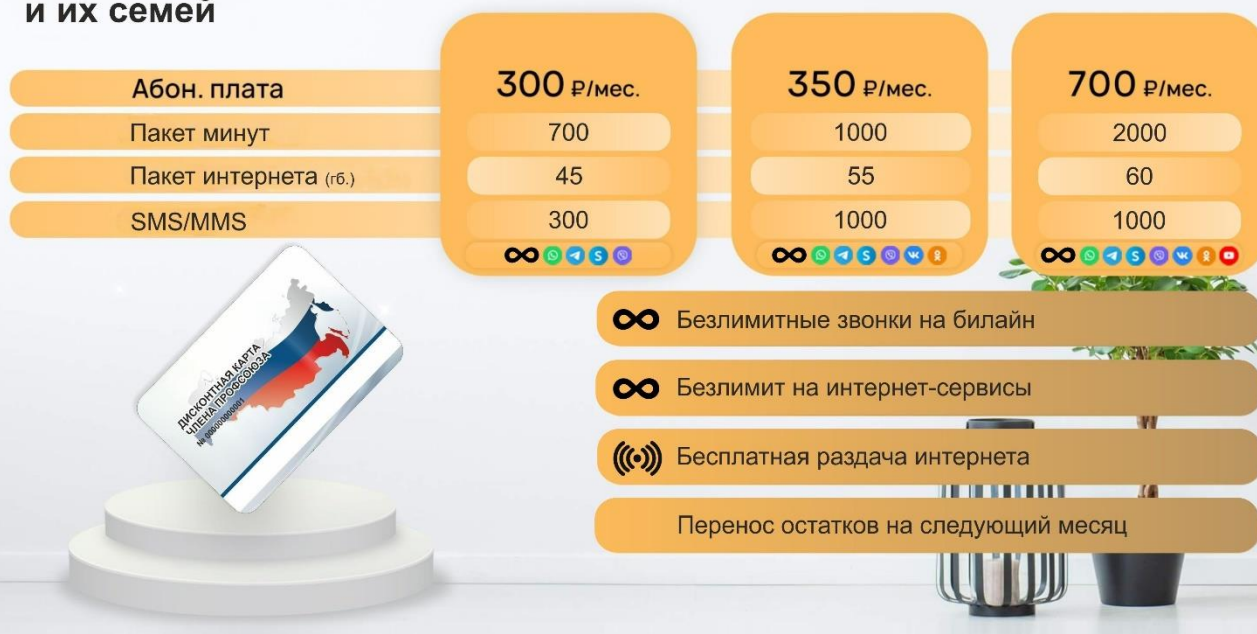 и их семей
Абон. плата 300 ₽/мес. 350 ₽/мес. 700 ₽/мес.
Пакет минут 700 1000 2000
Пакет интернета (гб.) 45 55 60
SMS/MMS 300 1000 1000
Безлимитные звонки на билайн
Безлимит на интернет-сервисы
Бесплатная раздача интернета
Перенос остатков на следующий месяц
ДИСКОНТНАЯ КАРТА
ЧЛЕНА ПРОФСОЮЗА
№ 000000000001